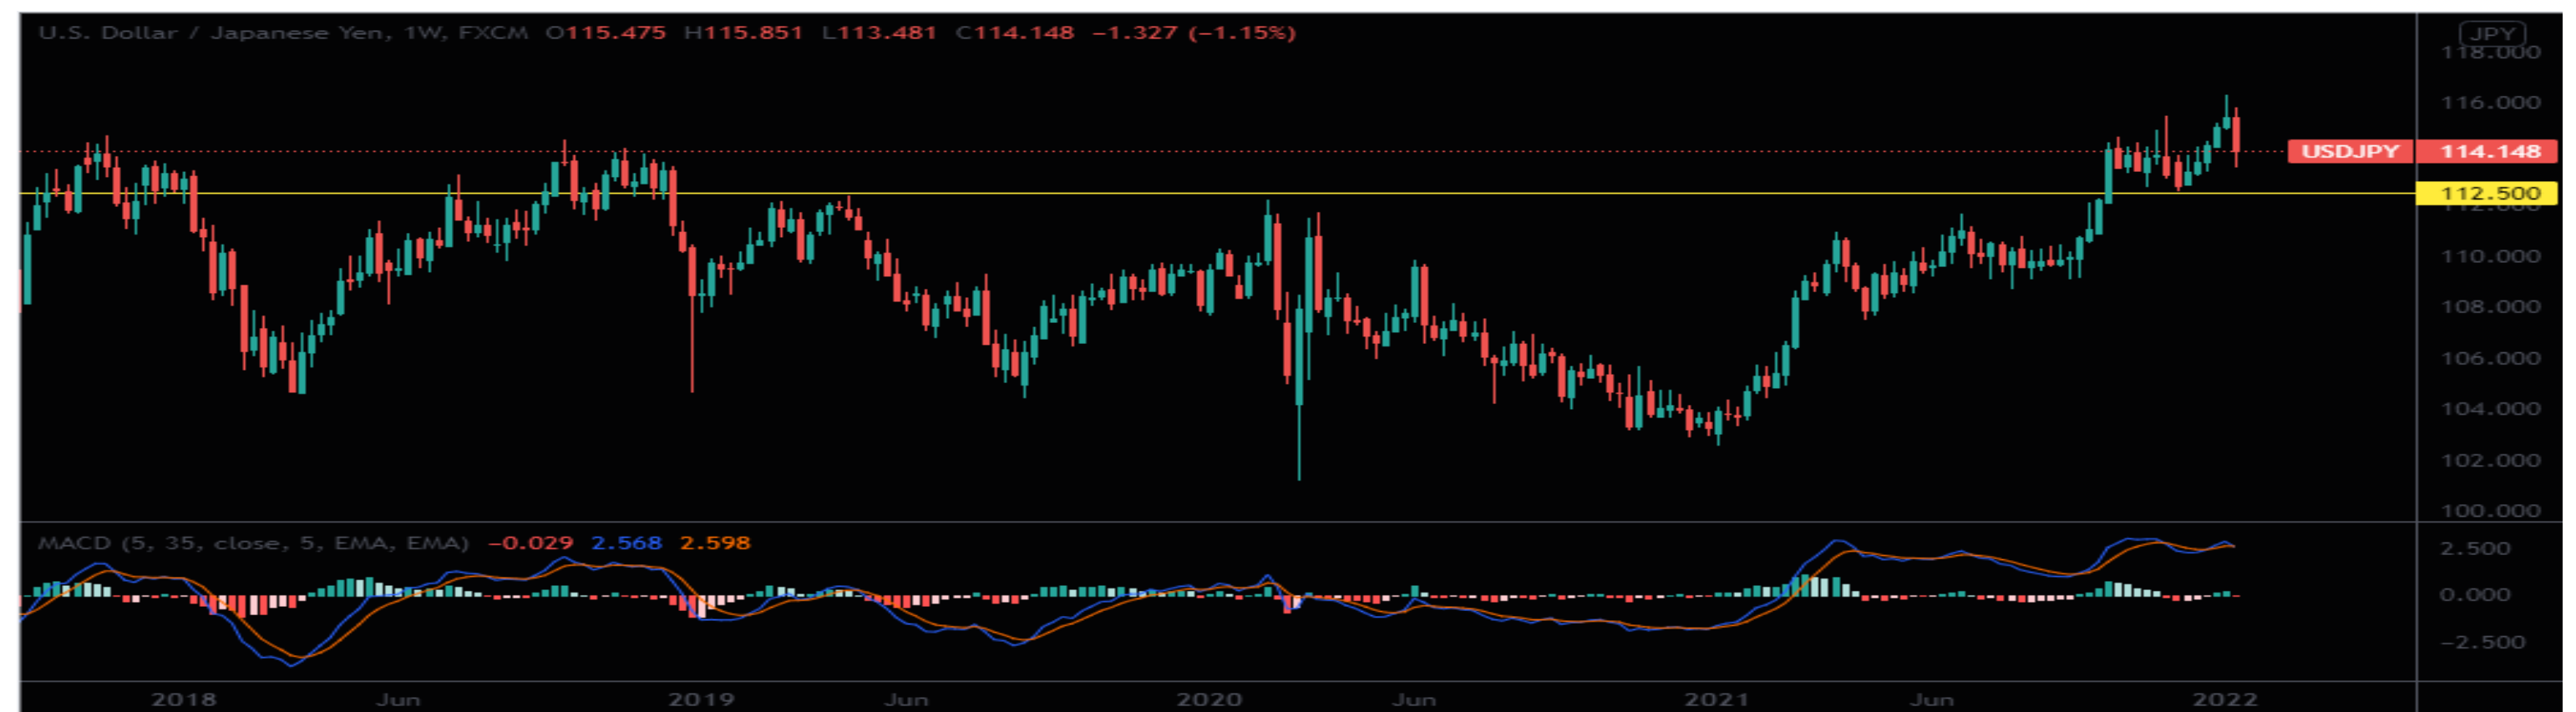 U.S. Dollar / Japanese Yen, 1W, FXCM O115.475 H115.851 L113.481 C114.148 −1.327 (−1.15%)
JPY
118.000
116.000
USDJPY 114.148
112.500
112.000
110.000
108.000
106.000
104.000
102.000
100.000
MACD (5, 35, close, 5, EMA, EMA) −0.029 2.568 2.598
2.500
0.000
−2.500
2018 Jun 2019 Jun 2020 Jun 2021 Jun 2022